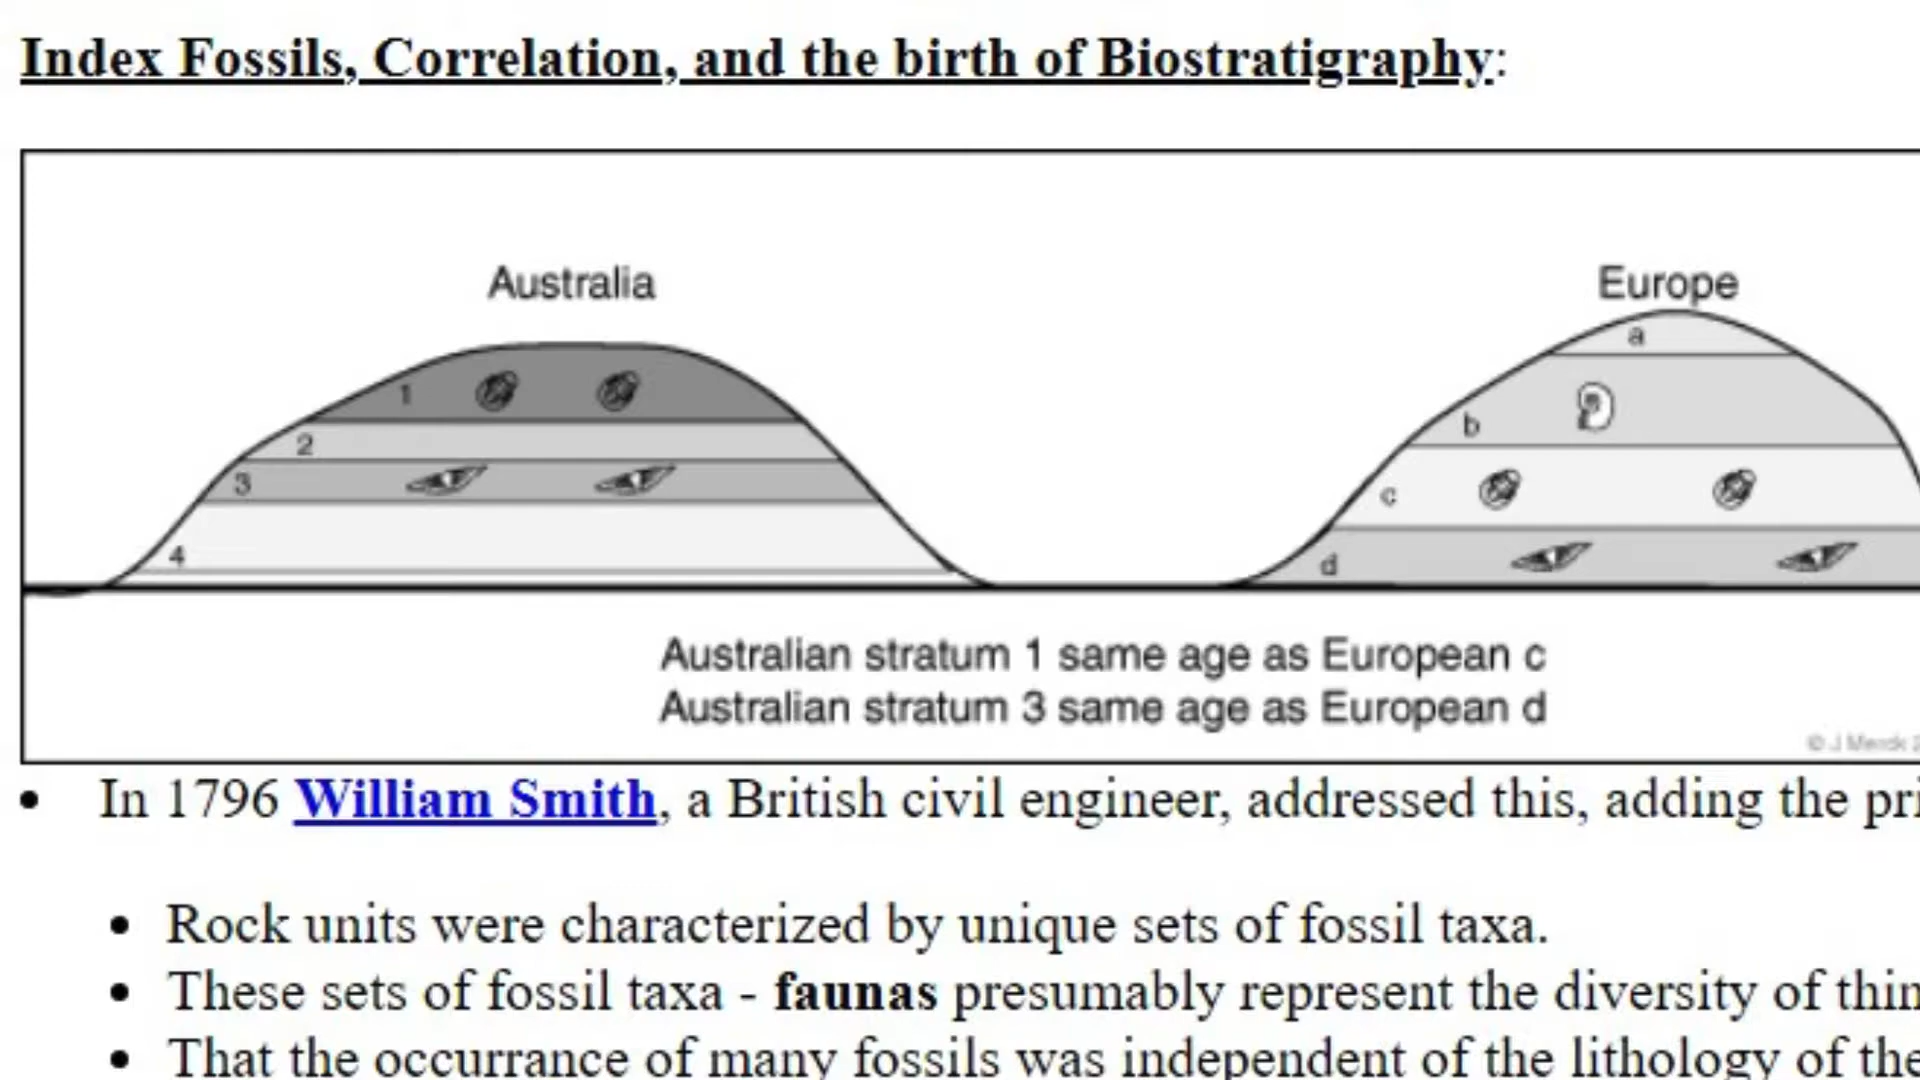 Index Fossils, Correlation, and the birth of Biostratigraphy:
Australia
Europe
1
2
3
4
a
b
c
d
Australian stratum 1 same age as European c
Australian stratum 3 same age as European d
© J Merck 2
• In 1796 William Smith, a British civil engineer, addressed this, adding the pri
• Rock units were characterized by unique sets of fossil taxa.
• These sets of fossil taxa - faunas presumably represent the diversity of thin
• That the occurrance of many fossils was independent of the lithology of the